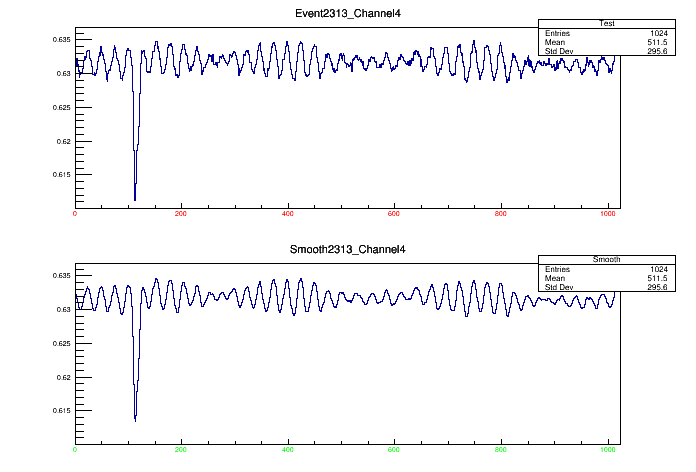 Event2313_Channel4
Test
Entries 1024
Mean 511.5
Std Dev 295.6
0.635
0.63
0.625
0.62
0.615
0 200 400 600 800 1000
Smooth2313_Channel4
Smooth
Entries 1024
Mean 511.5
Std Dev 295.6
0.635
0.63
0.625
0.62
0.615
0 200 400 600 800 1000